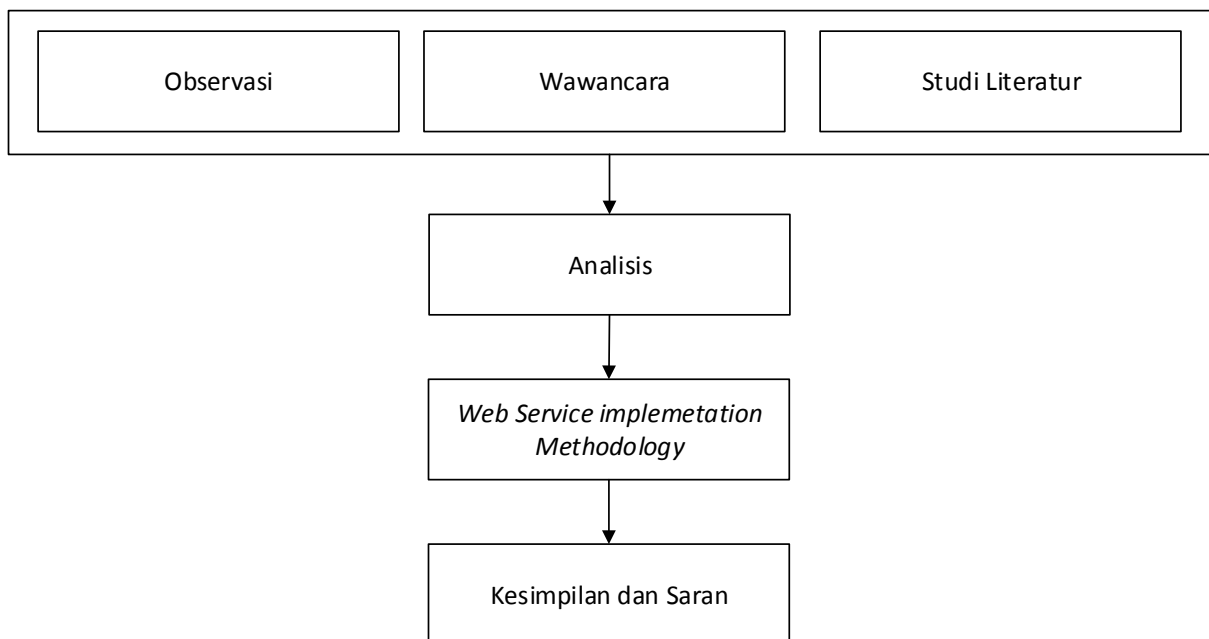 Observasi
Wawancara
Studi Literatur
Analisis
Web Service implemetation
Methodology
Kesimpilan dan Saran